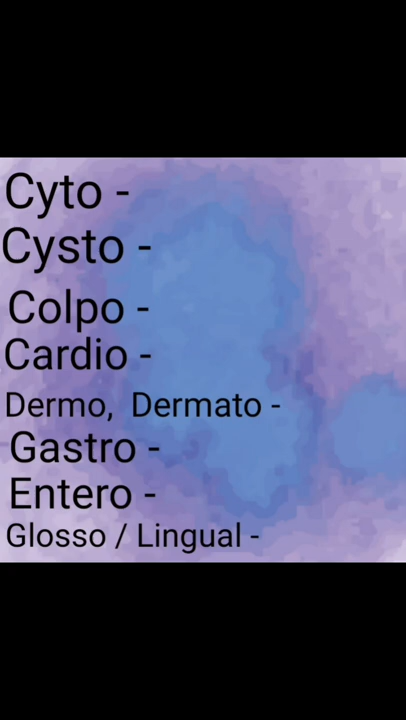 Cyto -
Cysto -
Colpo -
Cardio -
Dermo, Dermato -
Gastro -
Entero -
Glosso / Lingual -